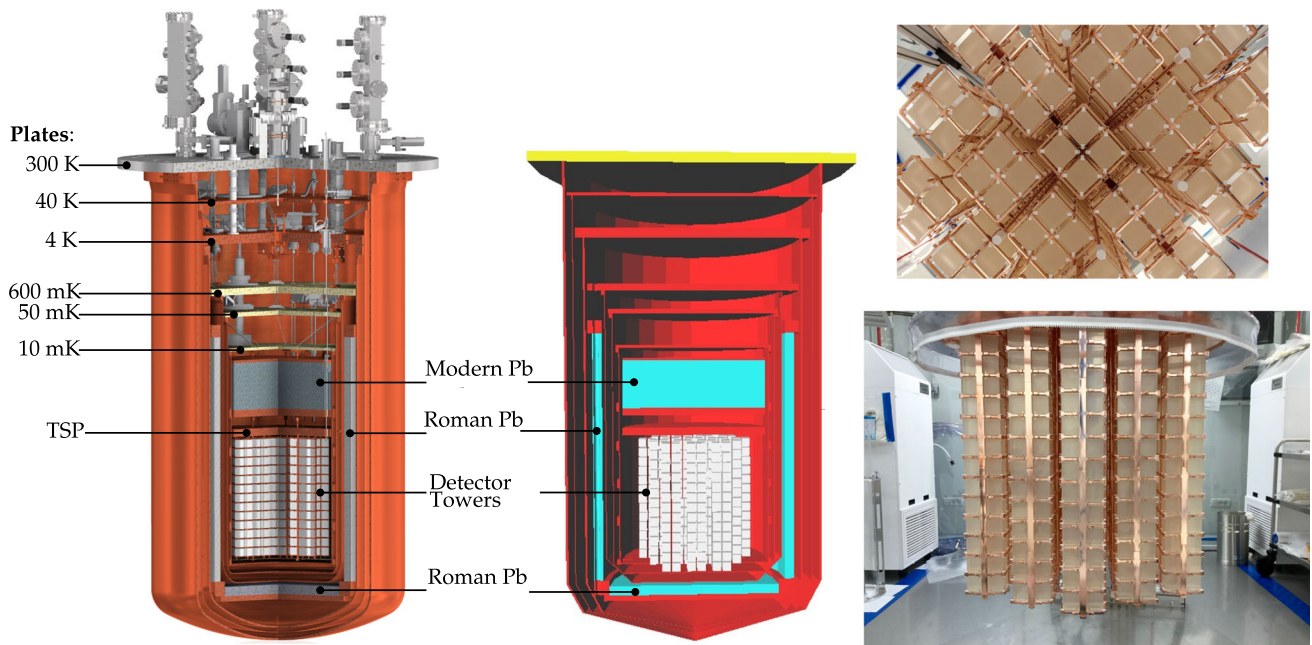 Plates:
300 K
40 K
4 K
600 mK
50 mK
10 mK
Modern Pb
TSP
Roman Pb
Detector
Towers
Roman Pb